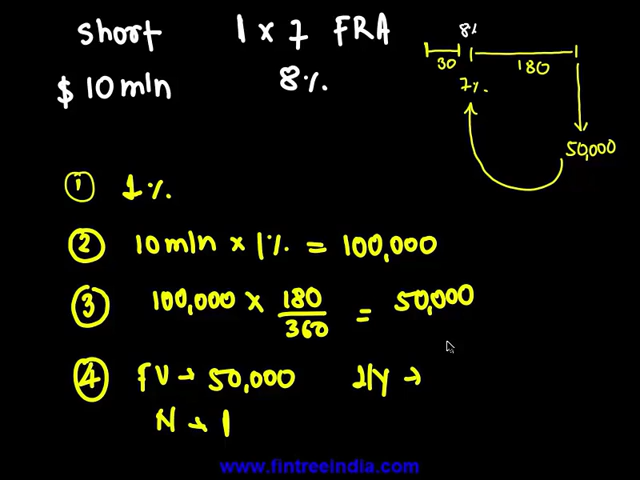 short 1 x 7 FRA
$ 10 mln 8%
8%
30 180
7%.
50,000
① 1%
② 10 mln x 1% = 100,000
③ 100,000 x 180/360 = 50,000
④ FV → 50,000 I/Y →
N → 1
www.fintreeindia.com